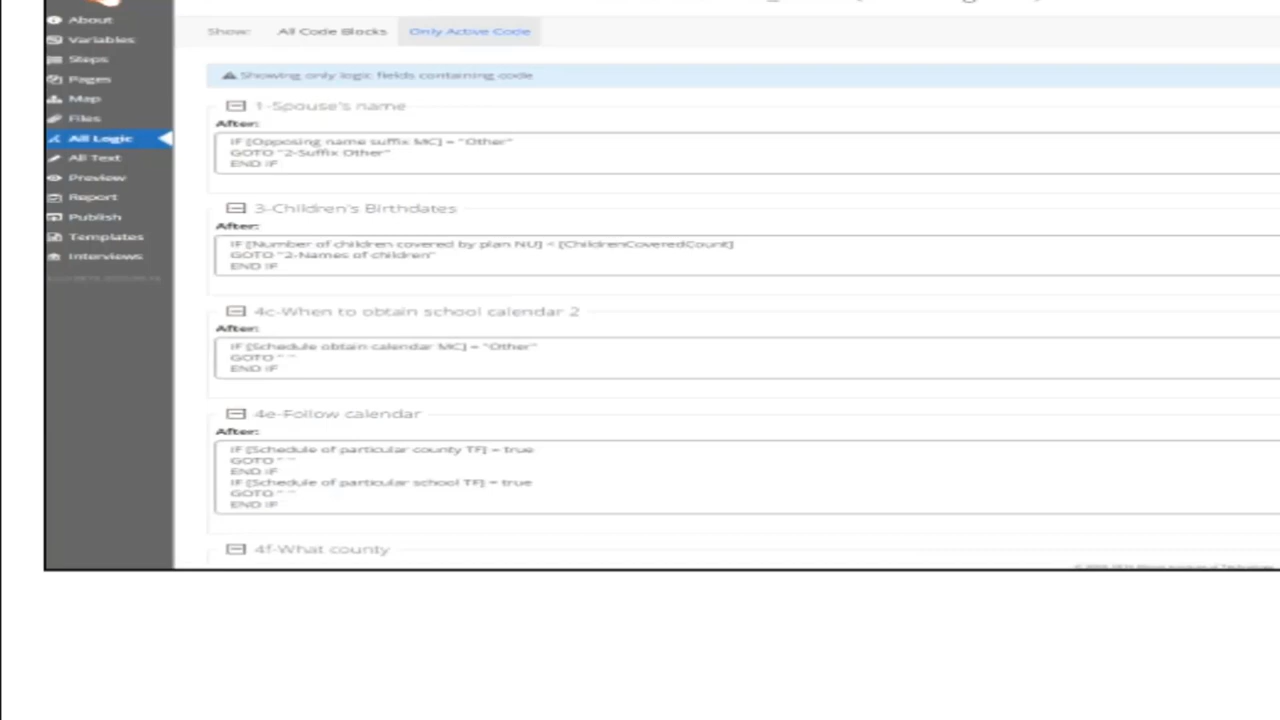 About
Variables
Steps
Pages
Map
Files
All Logic
All Text
Preview
Report
Publish
Templates
Interviews
Show: All Code Blocks Only Active Code
Showing only logic fields containing code
1-Spouse's name
After:
IF [Opposing name suffix MC] = "Other"
GOTO "2-Suffix Other"
END IF
3-Children's Birthdates
After:
IF [Number of children covered by plan NU] < [ChildrenCoveredCount]
GOTO "2-Names of children"
END IF
4c-When to obtain school calendar 2
After:
IF [Schedule obtain calendar MC] = "Other"
GOTO " "
END IF
4e-Follow calendar
After:
IF [Schedule of particular county TF] = true
GOTO " "
END IF
IF [Schedule of particular school TF] = true
GOTO " "
END IF
4f-What county